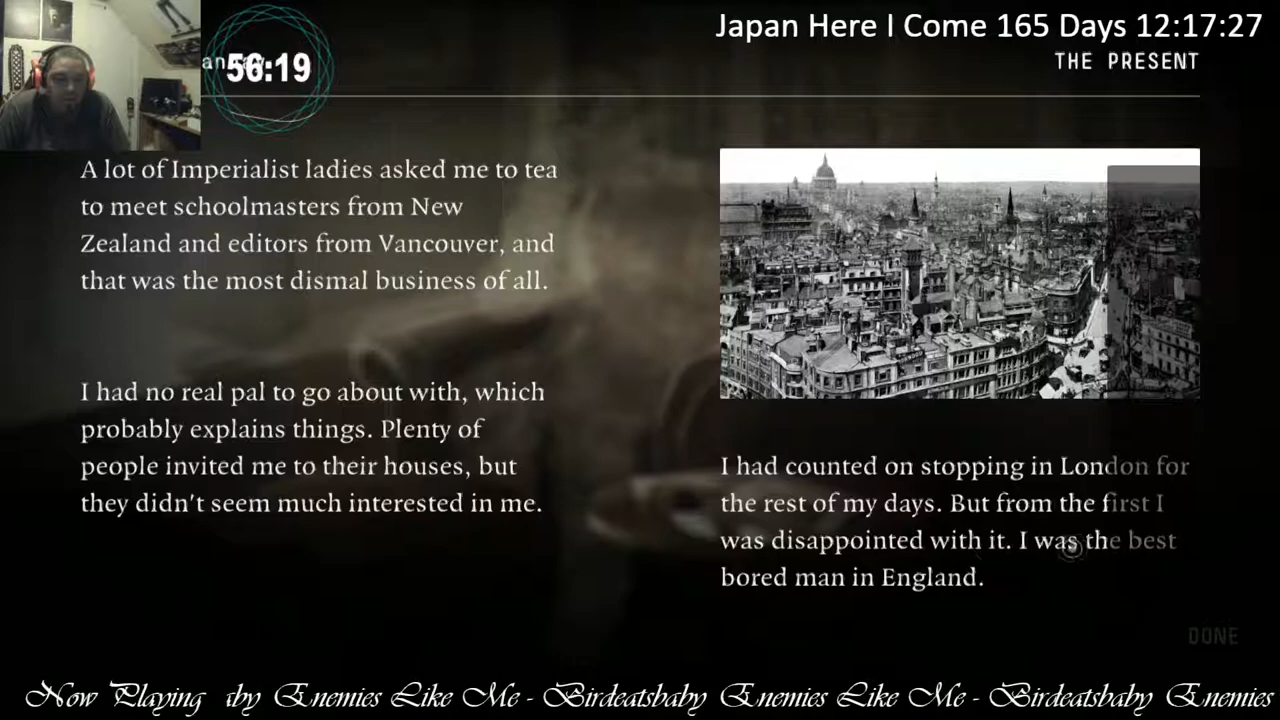 Japan Here I Come 165 Days 12:17:27
56:19
THE PRESENT
A lot of Imperialist ladies asked me to tea
to meet schoolmasters from New
Zealand and editors from Vancouver, and
that was the most dismal business of all.
I had no real pal to go about with, which
probably explains things. Plenty of
people invited me to their houses, but
they didn't seem much interested in me.
I had counted on stopping in London for
the rest of my days. But from the first I
was disappointed with it. I was the best
bored man in England.
DONE
Now Playing by Enemies Like Me - Birdeatsbaby Enemies Like Me - Birdeatsbaby Enemies